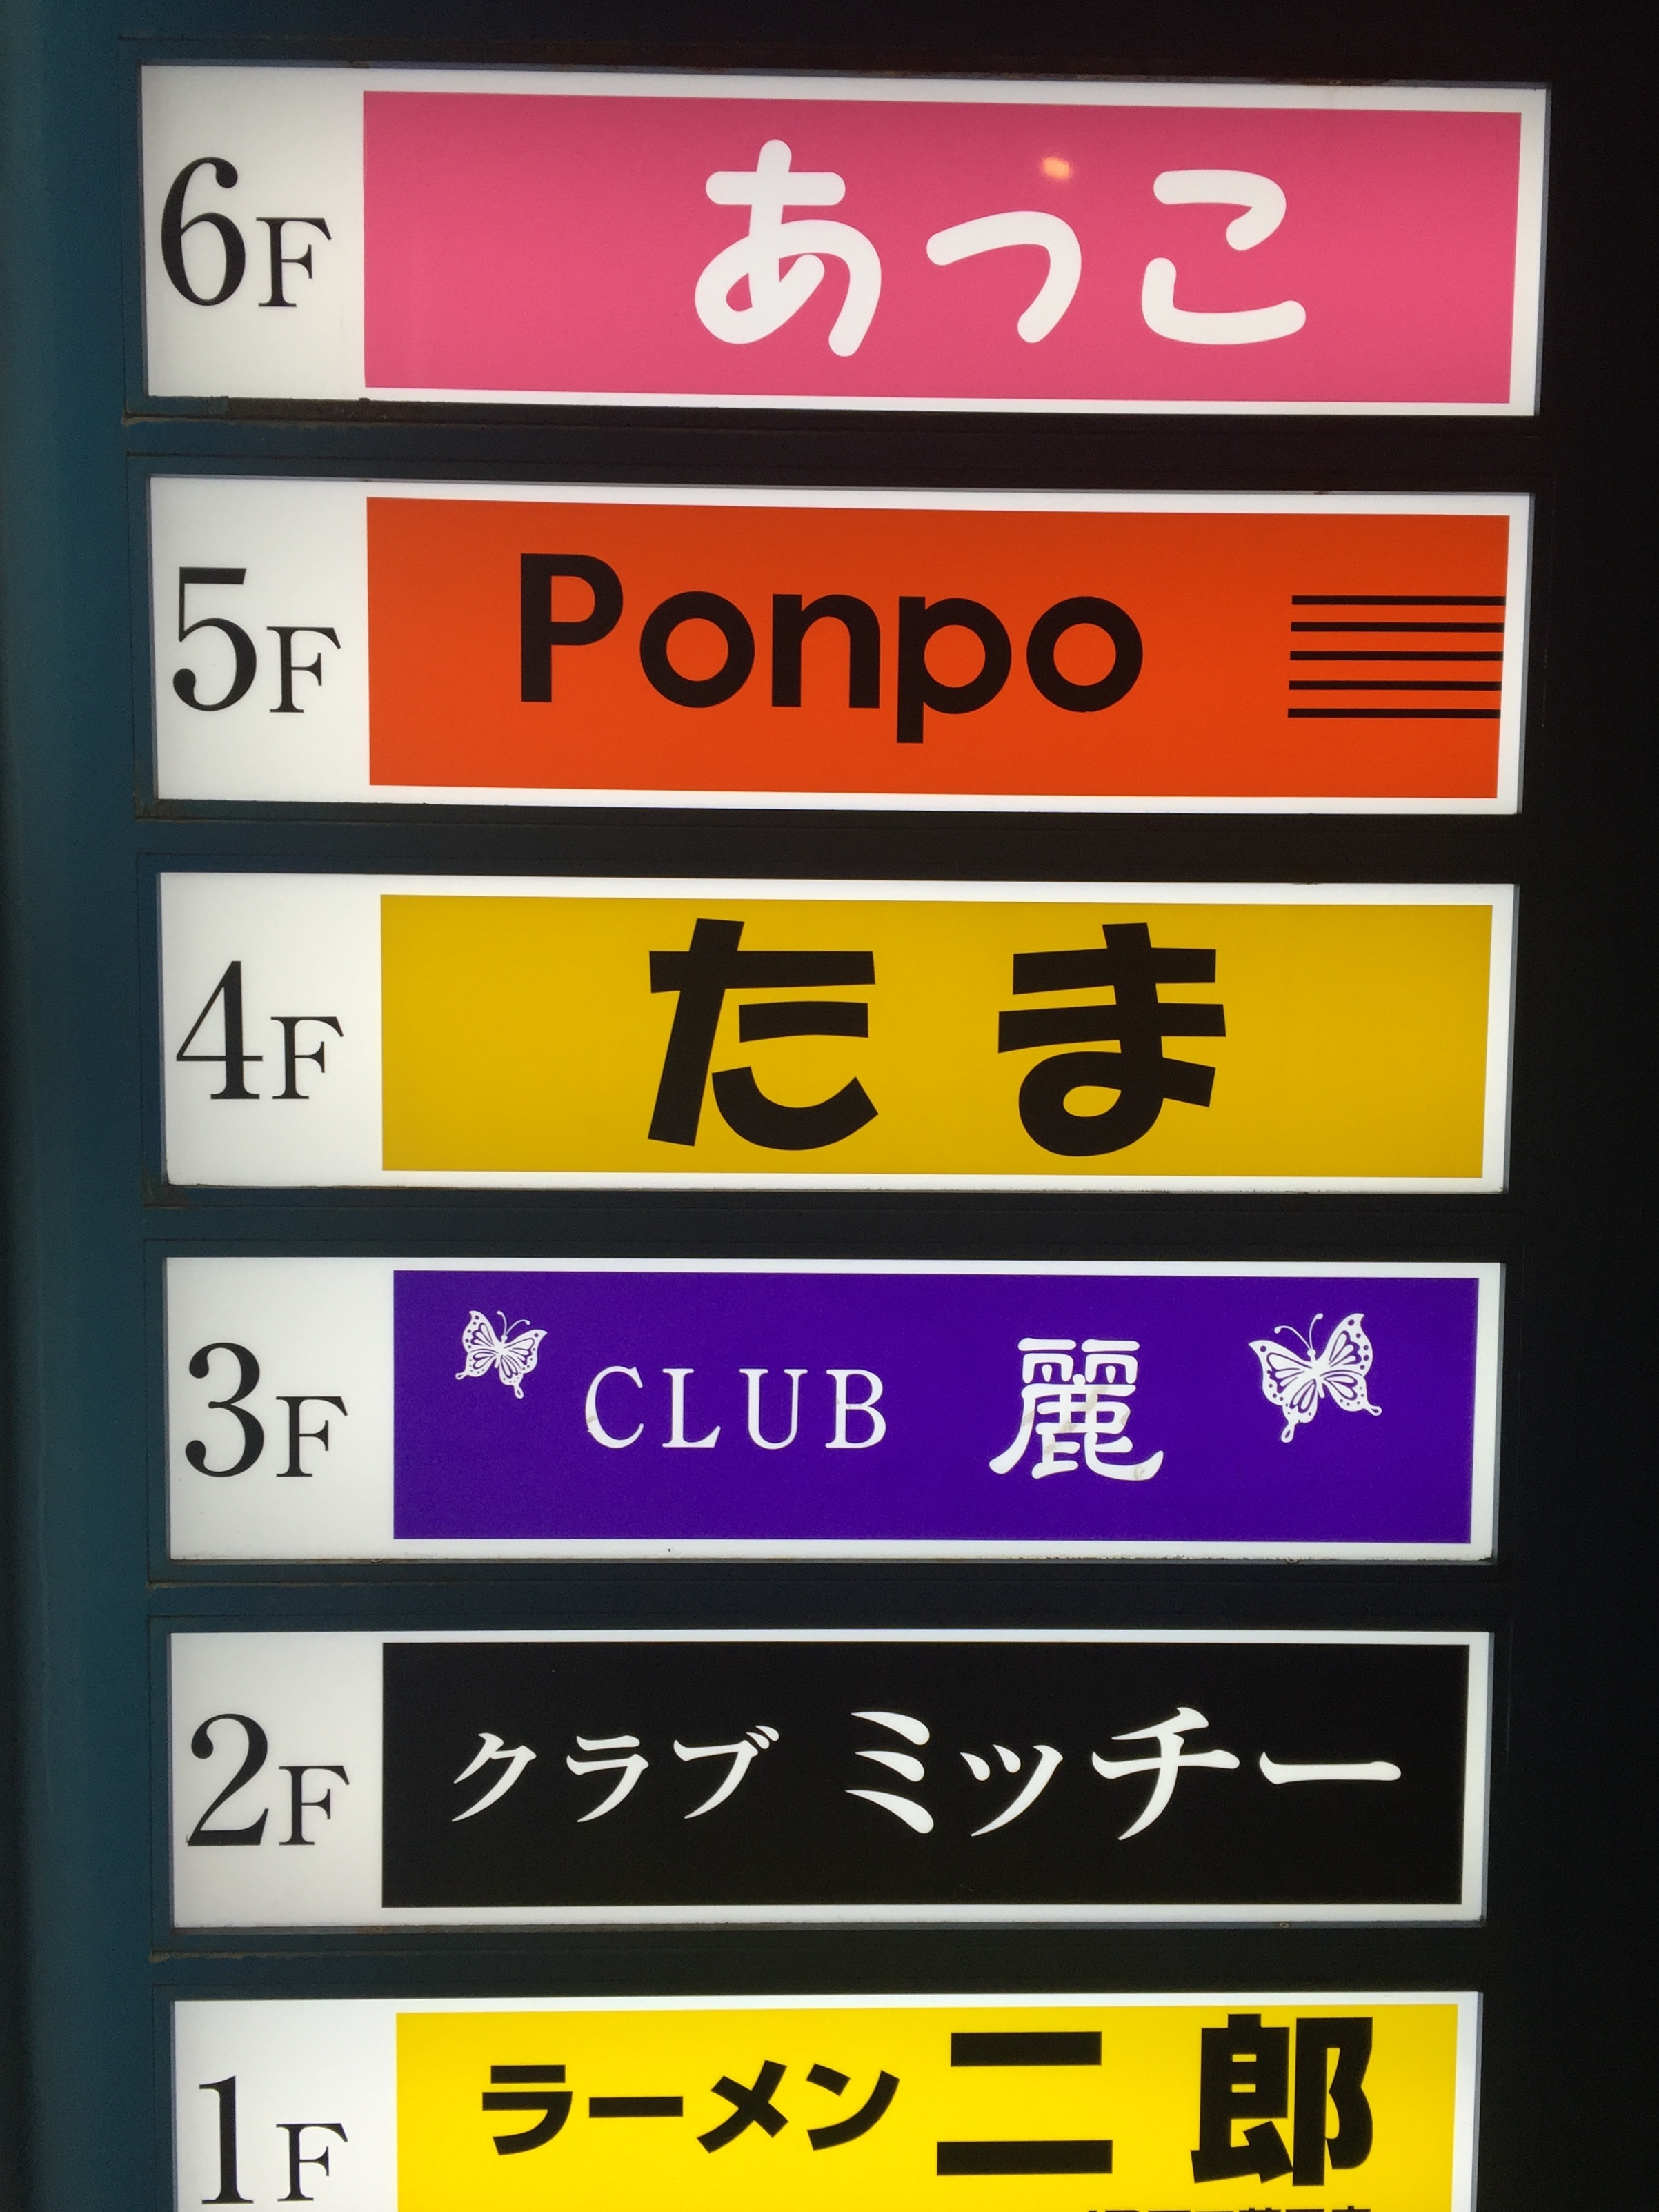 6F あっこ
5F Ponpo
4F たま
3F CLUB 麗
2F クラブ ミッチー
1F ラーメン二郎